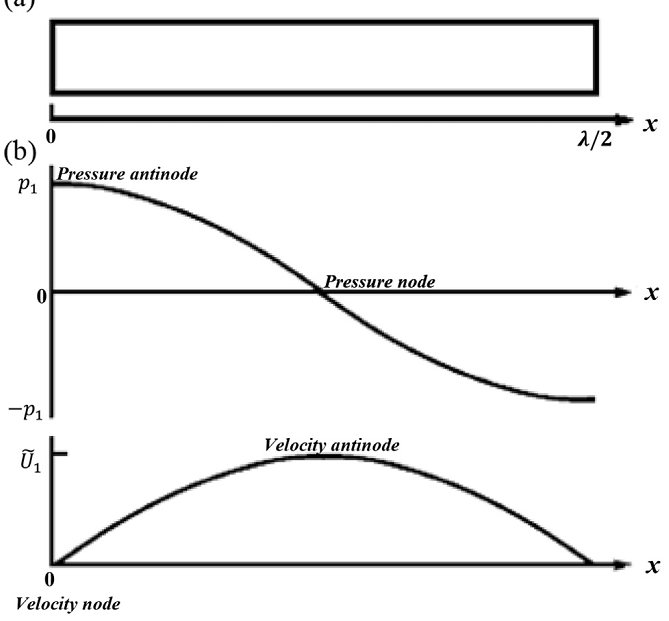 (a)
x
0
λ/2
(b)
Pressure antinode
p₁
Pressure node
0
x
−p₁
Velocity antinode
Ũ₁
x
0
Velocity node